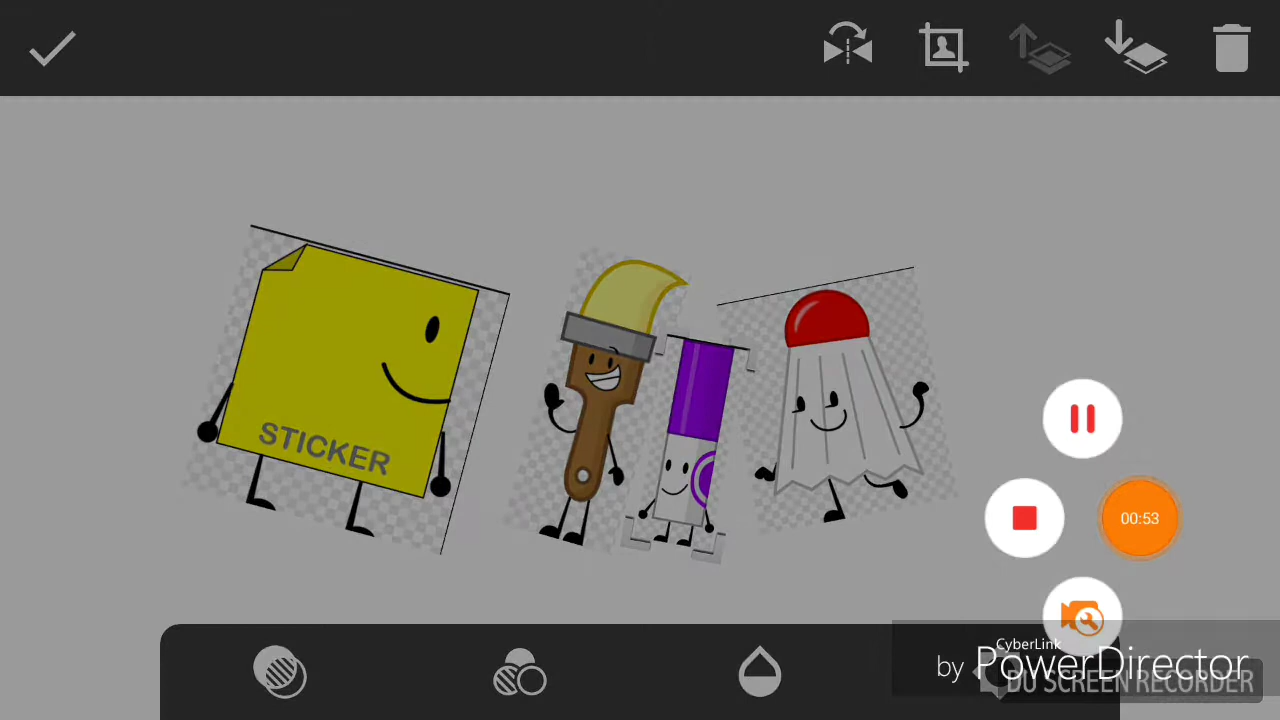 STICKER
00:53
CyberLink
by PowerDirector
DU SCREEN RECORDER